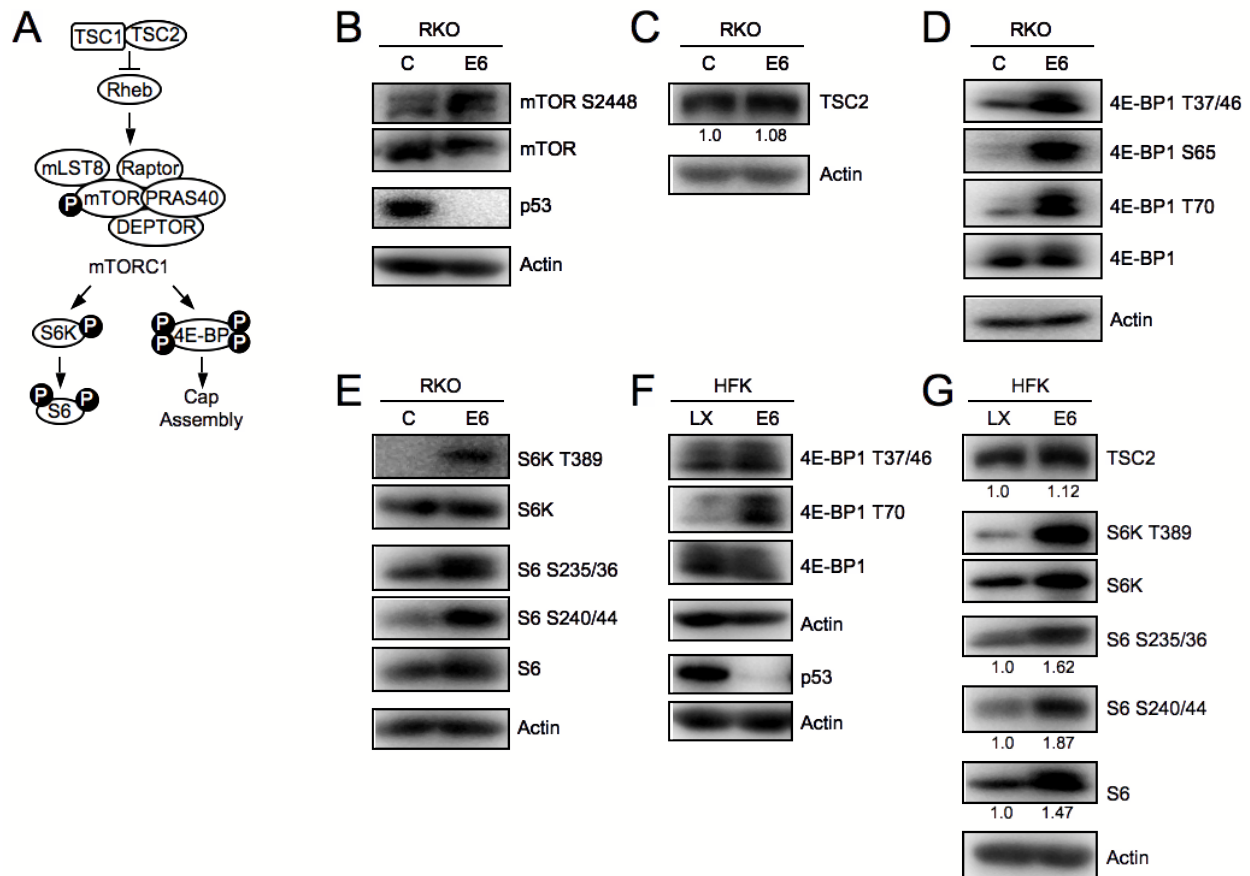 A
TSC1 TSC2
Rheb
mLST8 Raptor
P mTOR PRAS40
DEPTOR
mTORC1
S6K P
P P 4E-BP P P
P S6 P
Cap
Assembly
B
RKO
C E6
mTOR S2448
mTOR
p53
Actin
C
RKO
C E6
TSC2
1.0 1.08
Actin
D
RKO
C E6
4E-BP1 T37/46
4E-BP1 S65
4E-BP1 T70
4E-BP1
Actin
E
RKO
C E6
S6K T389
S6K
S6 S235/36
S6 S240/44
S6
Actin
F
HFK
LX E6
4E-BP1 T37/46
4E-BP1 T70
4E-BP1
Actin
p53
Actin
G
HFK
LX E6
TSC2
1.0 1.12
S6K T389
S6K
S6 S235/36
1.0 1.62
S6 S240/44
1.0 1.87
S6
1.0 1.47
Actin